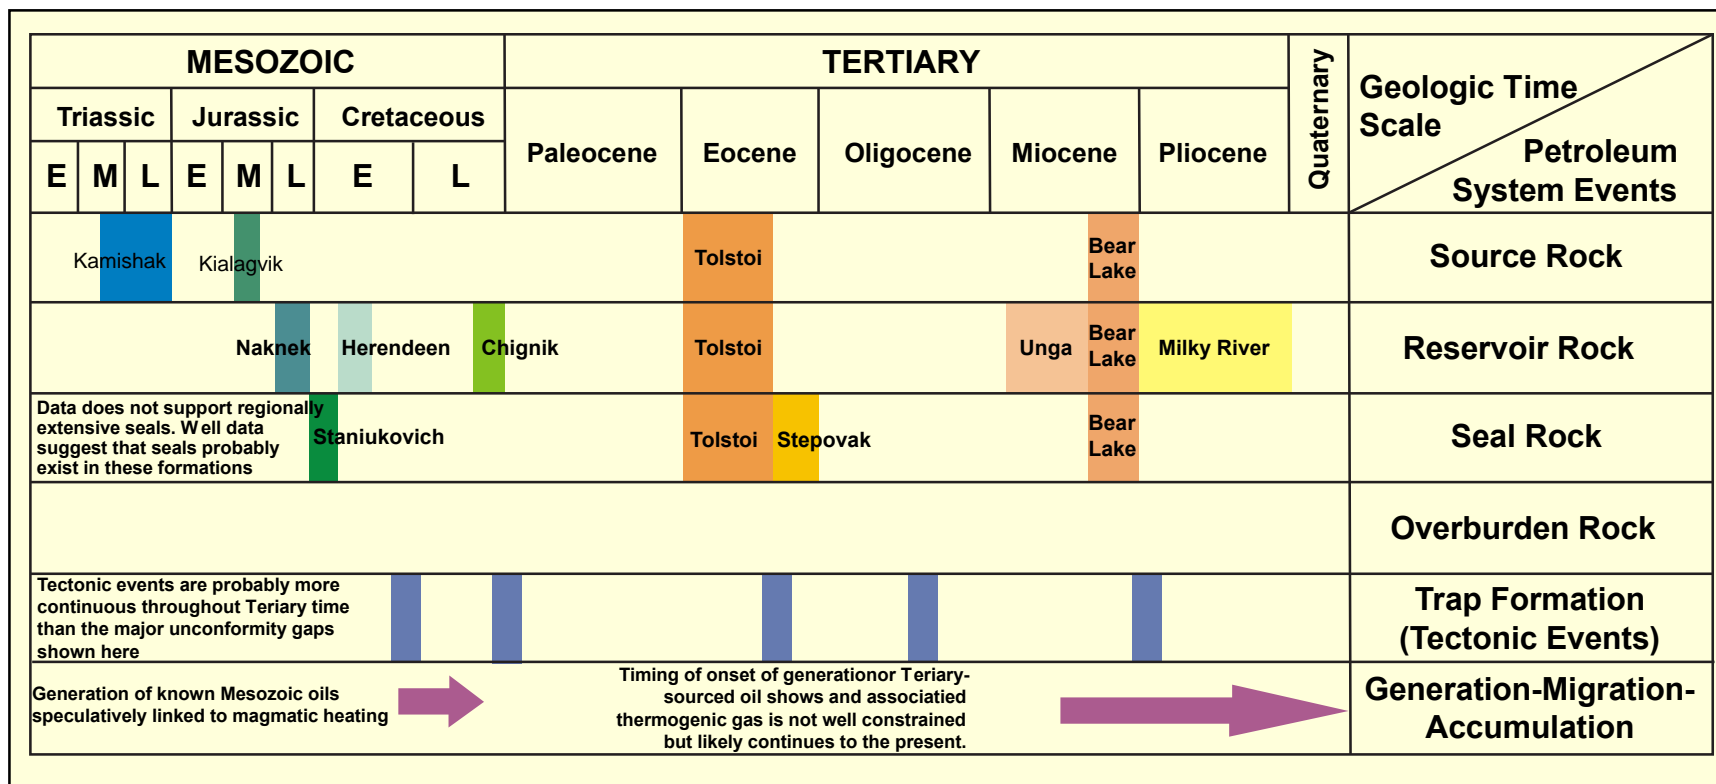 MESOZOIC
TERTIARY
Quaternary
Geologic Time
Scale
Petroleum
System Events
Triassic
Jurassic
Cretaceous
Paleocene
Eocene
Oligocene
Miocene
Pliocene
E
M
L
E
M
L
E
L
Kamishak
Kialagvik
Tolstoi
Bear
Lake
Source Rock
Naknek
Herendeen
Chignik
Tolstoi
Unga
Bear
Lake
Milky River
Reservoir Rock
Data does not support regionally
extensive seals. Well data
suggest that seals probably
exist in these formations
Staniukovich
Tolstoi
Stepovak
Bear
Lake
Seal Rock
Overburden Rock
Tectonic events are probably more
continuous throughout Teriary time
than the major unconformity gaps
shown here
Trap Formation
(Tectonic Events)
Generation of known Mesozoic oils
speculatively linked to magmatic heating
Timing of onset of generationor Teriary-
sourced oil shows and associatied
thermogenic gas is not well constrained
but likely continues to the present.
Generation-Migration-
Accumulation